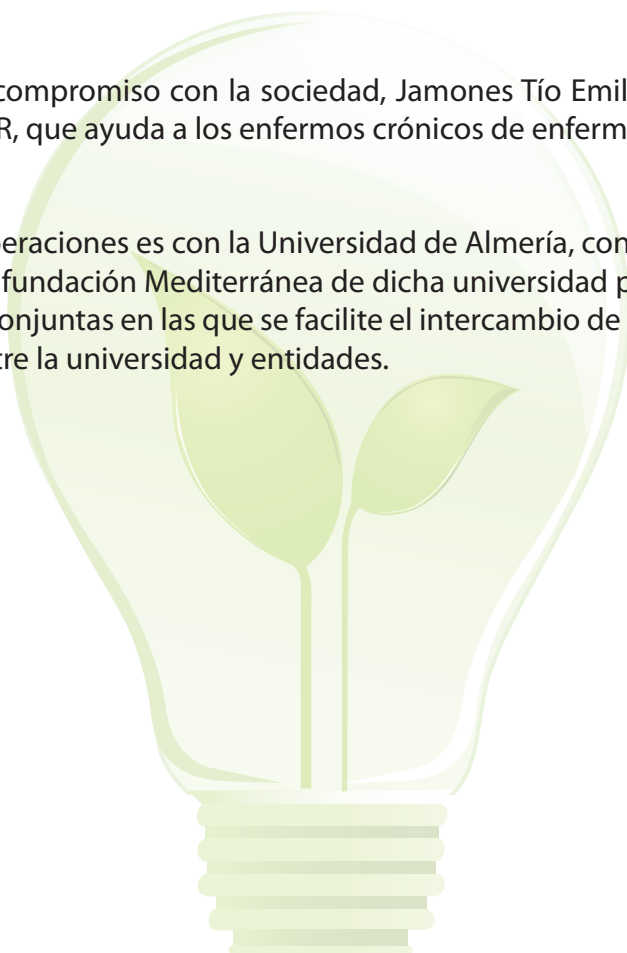 compromiso con la sociedad, Jamones Tío Emil
R, que ayuda a los enfermos crónicos de enferm
eraciones es con la Universidad de Almería, con
fundación Mediterránea de dicha universidad p
onjuntas en las que se facilite el intercambio de
tre la universidad y entidades.